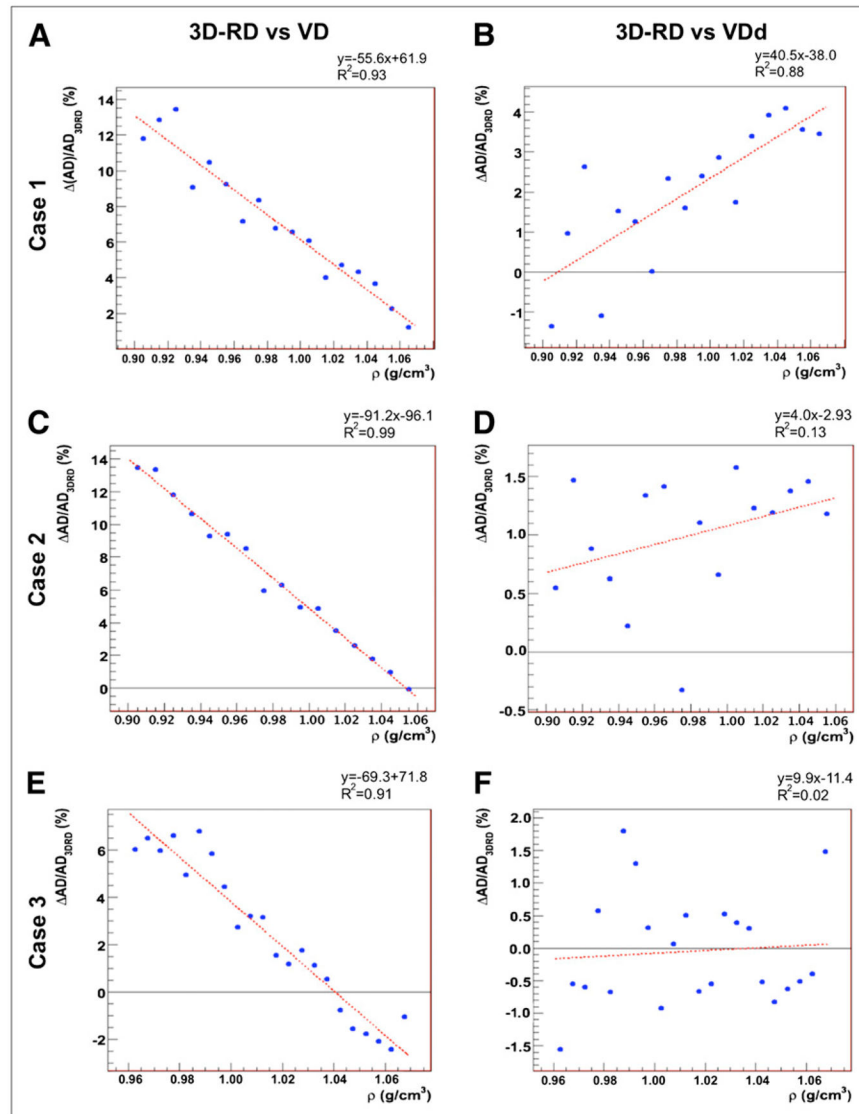 3D-RD vs VD
3D-RD vs VDd
A
y=-55.6x+61.9
R²=0.93
Case 1
Δ(AD)/AD3DRD (%)
14
12
10
8
6
4
2
0.90 0.92 0.94 0.96 0.98 1.00 1.02 1.04 1.06
ρ (g/cm³)
B
y=40.5x-38.0
R²=0.88
ΔAD/AD3DRD (%)
4
3
2
1
0
-1
0.90 0.92 0.94 0.96 0.98 1.00 1.02 1.04 1.06
ρ (g/cm³)
C
y=-91.2x-96.1
R²=0.99
Case 2
ΔAD/AD3DRD (%)
14
12
10
8
6
4
2
0
0.90 0.92 0.94 0.96 0.98 1.00 1.02 1.04 1.06
ρ (g/cm³)
D
y=4.0x-2.93
R²=0.13
ΔAD/AD3DRD (%)
1.5
1.0
0.5
0.0
-0.5
0.90 0.92 0.94 0.96 0.98 1.00 1.02 1.04 1.06
ρ (g/cm³)
E
y=-69.3+71.8
R²=0.91
Case 3
ΔAD/AD3DRD (%)
6
4
2
0
-2
0.96 0.98 1.00 1.02 1.04 1.06
ρ (g/cm³)
F
y=9.9x-11.4
R²=0.02
ΔAD/AD3DRD (%)
2.0
1.5
1.0
0.5
0.0
-0.5
-1.0
-1.5
0.96 0.98 1.00 1.02 1.04 1.06
ρ (g/cm³)